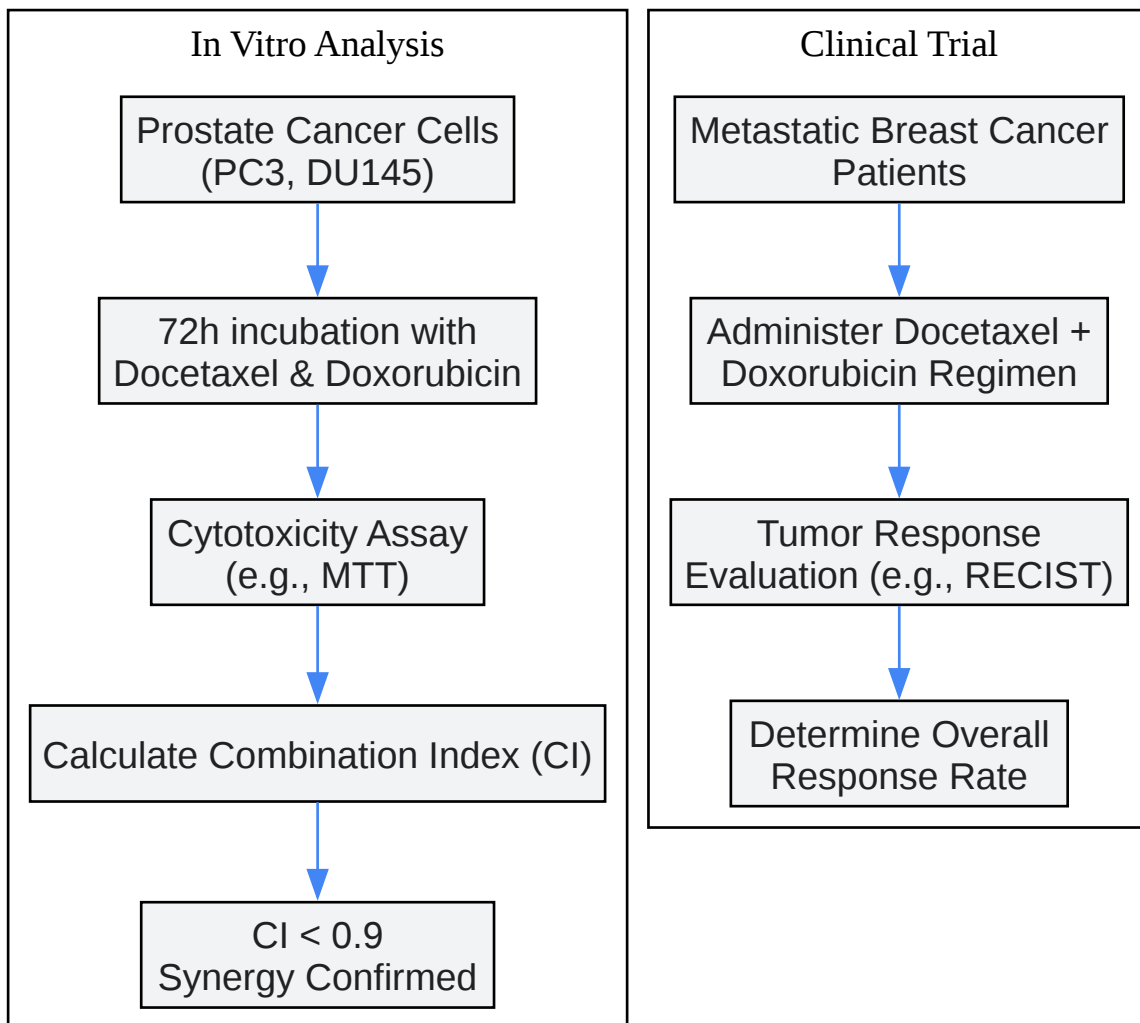 In Vitro Analysis
Prostate Cancer Cells
(PC3, DU145)
72h incubation with
Docetaxel & Doxorubicin
Cytotoxicity Assay
(e.g., MTT)
Calculate Combination Index (CI)
CI < 0.9
Synergy Confirmed
Clinical Trial
Metastatic Breast Cancer
Patients
Administer Docetaxel +
Doxorubicin Regimen
Tumor Response
Evaluation (e.g., RECIST)
Determine Overall
Response Rate